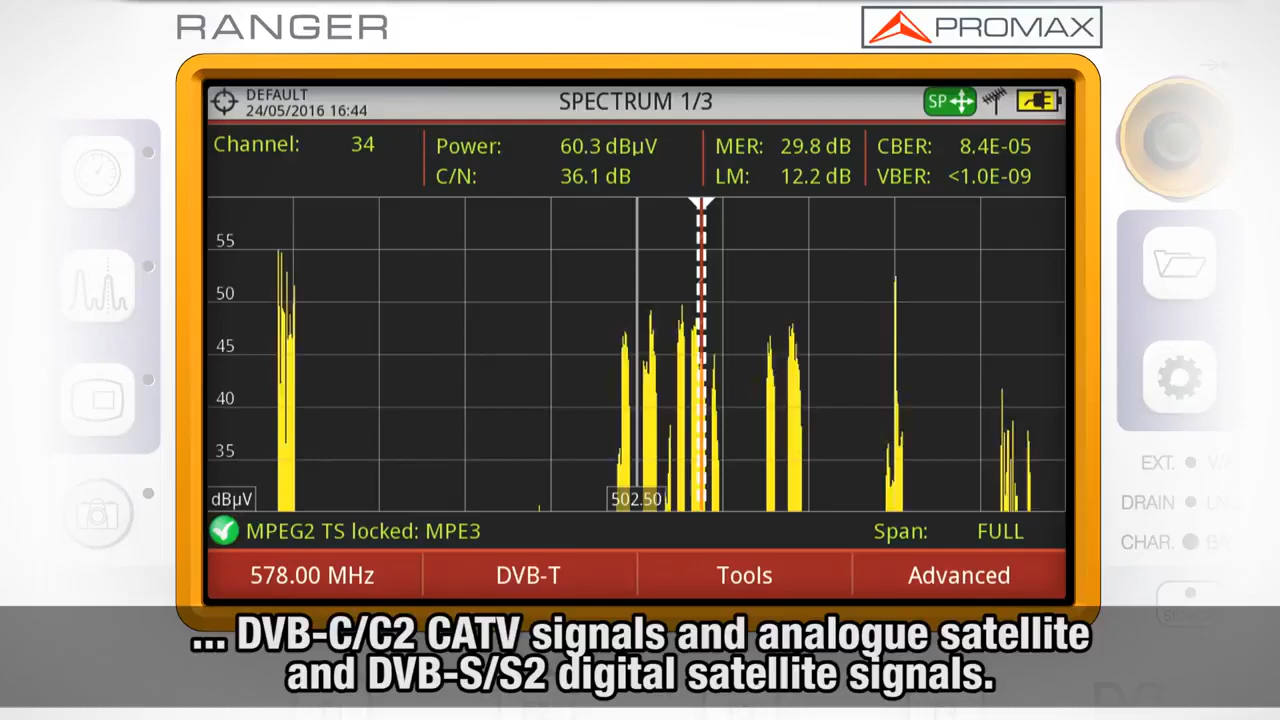 RANGER
PROMAX
DEFAULT
24/05/2016 16:44
SPECTRUM 1/3
SP
Channel: 34
Power: 60.3 dBµV
MER: 29.8 dB
CBER: 8.4E-05
C/N: 36.1 dB
LM: 12.2 dB
VBER: <1.0E-09
55
50
45
40
35
dBµV
502.50
MPEG2 TS locked: MPE3
Span: FULL
578.00 MHz
DVB-T
Tools
Advanced
EXT.
DRAIN
CHAR.
... DVB-C/C2 CATV signals and analogue satellite
and DVB-S/S2 digital satellite signals.